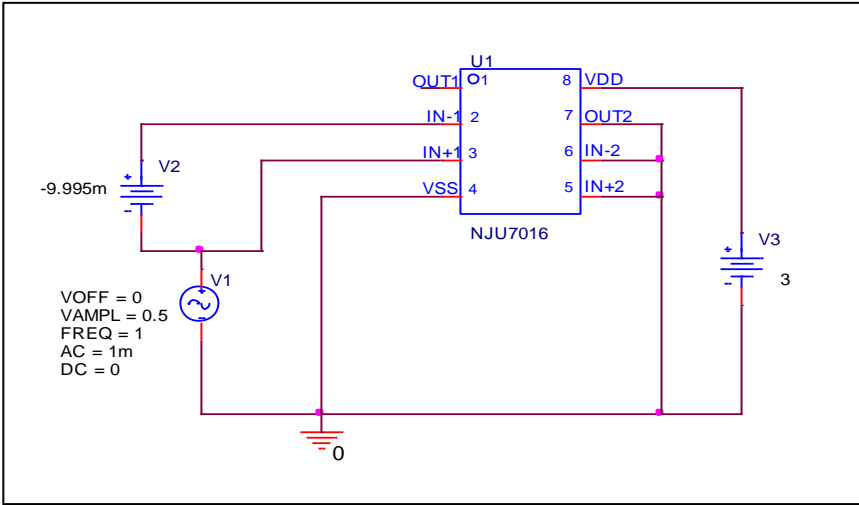 U1
OUT1 1 8 VDD
IN-1 2 7 OUT2
IN+1 3 6 IN-2
VSS 4 5 IN+2
NJU7016
+ V2
-9.995m
-
+ V3
3
-
V1
+
-
VOFF = 0
VAMPL = 0.5
FREQ = 1
AC = 1m
DC = 0
0